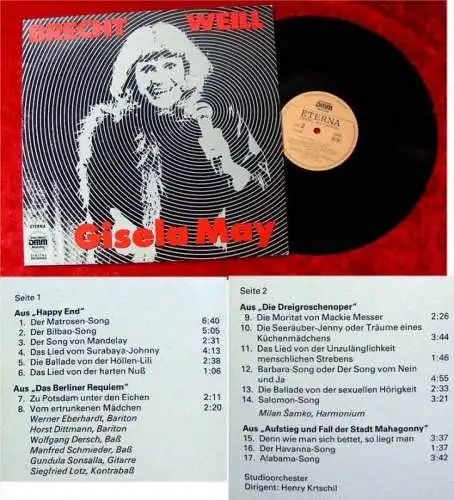 BRECHT WEILL
Gisela May
ETERNA
DMM
DIGITAL
dmm
ETERNA
2
Seite 1
Aus „Happy End"
1. Der Matrosen-Song 6:40
2. Der Bilbao-Song 5:05
3. Der Song von Mandelay 2:31
4. Das Lied vom Surabaya-Johnny 4:13
5. Die Ballade von der Höllen-Lili 2:38
6. Das Lied von der harten Nuß 1:06
Aus „Das Berliner Requiem"
7. Zu Potsdam unter den Eichen 2:11
8. Vom ertrunkenen Mädchen 2:20
Werner Eberhardt, Bariton
Horst Dittmann, Bariton
Wolfgang Dersch, Baß
Manfred Schmieder, Baß
Gundula Sonsalla, Gitarre
Siegfried Lotz, Kontrabaß
Seite 2
Aus „Die Dreigroschenoper"
9. Die Moritat von Mackie Messer 2:26
10. Die Seeräuber-Jenny oder Träume eines
Küchenmädchens 3:44
11. Das Lied von der Unzulänglichkeit
menschlichen Strebens 1:46
12. Barbara-Song oder Der Song vom Nein
und Ja 4:55
13. Die Ballade von der sexuellen Hörigkeit 2:33
14. Salomon-Song 4:21
Milan Šamko, Harmonium
Aus „Aufstieg und Fall der Stadt Mahagonny"
15. Denn wie man sich bettet, so liegt man 3:37
16. Der Havanna-Song 1:01
17. Alabama-Song 3:42
Studioorchester
Dirigent: Henry Krtschil